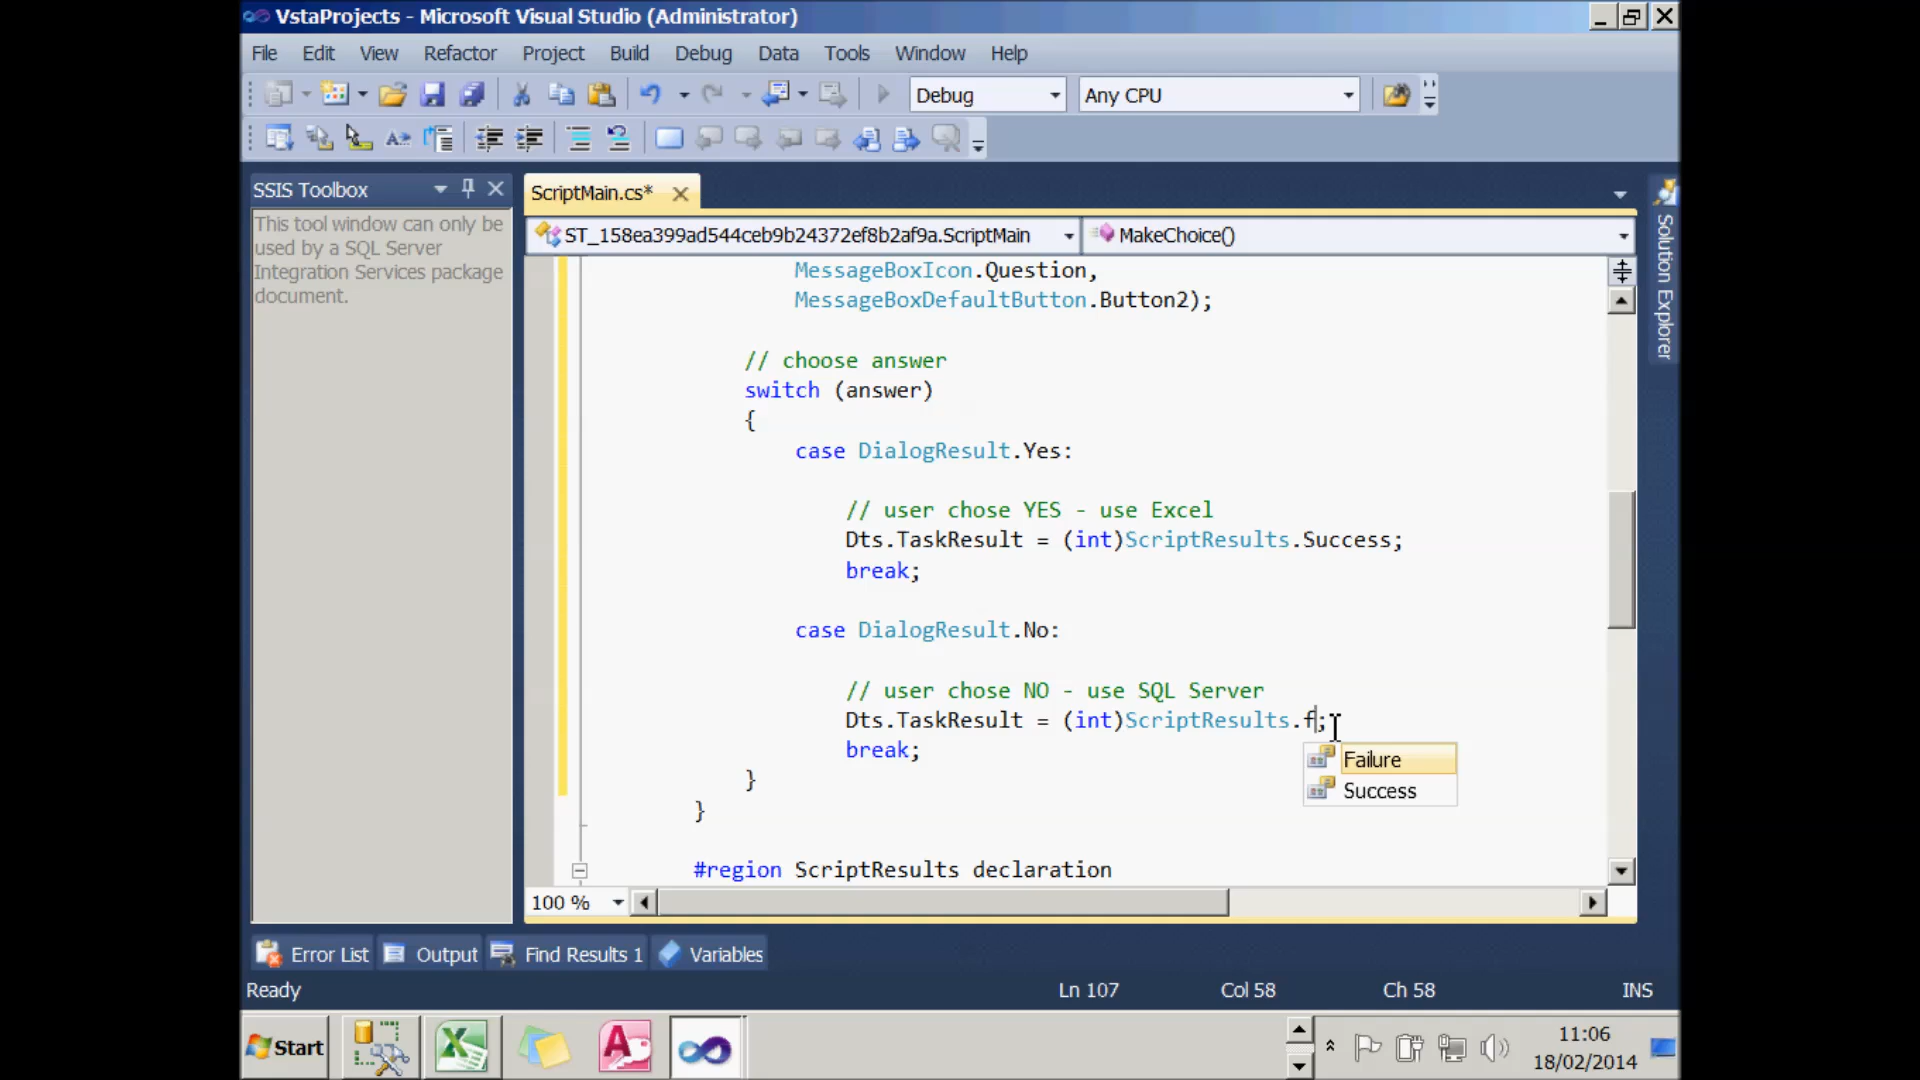 VstaProjects - Microsoft Visual Studio (Administrator)
File Edit View Refactor Project Build Debug Data Tools Window Help
Debug Any CPU
SSIS Toolbox
This tool window can only be
used by a SQL Server
Integration Services package
document.
ScriptMain.cs*
ST_158ea399ad544ceb9b24372ef8b2af9a.ScriptMain MakeChoice()
Solution Explorer
MessageBoxIcon.Question,
MessageBoxDefaultButton.Button2);
// choose answer
switch (answer)
{
case DialogResult.Yes:
// user chose YES - use Excel
Dts.TaskResult = (int)ScriptResults.Success;
break;
case DialogResult.No:
// user chose NO - use SQL Server
Dts.TaskResult = (int)ScriptResults.f;
break;
Failure
Success
}
}
#region ScriptResults declaration
100 %
Error List Output Find Results 1 Variables
Ready Ln 107 Col 58 Ch 58 INS
Start 11:06
18/02/2014